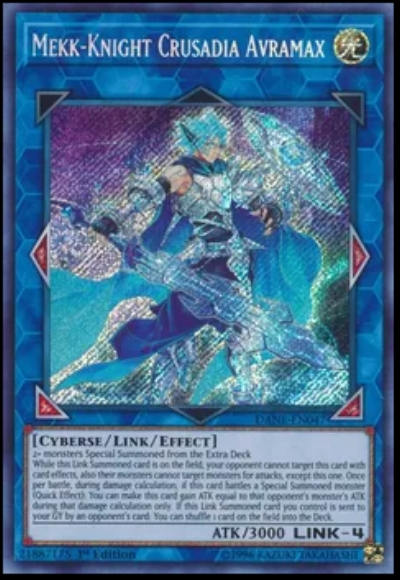 MEKK-KNIGHT CRUSADIA AVRAMAX
光
DANE-EN047
[CYBERSE/LINK/EFFECT]
2+ monsters Special Summoned from the Extra Deck
While this Link Summoned card is on the field, your opponent cannot target this card
with card effects, also their monsters cannot target monsters for attacks, except this one. Once
per battle, during damage calculation, if this card battles a Special Summoned monster
(Quick Effect): You can make this card gain ATK equal to that opponent's monster's ATK
during that damage calculation only. If this Link Summoned card you control is sent to
your GY by an opponent's card: You can shuffle 1 card on the field into the Deck.
ATK/3000 LINK-4
21887175 1st Edition
©1996 KAZUKI TAKAHASHI